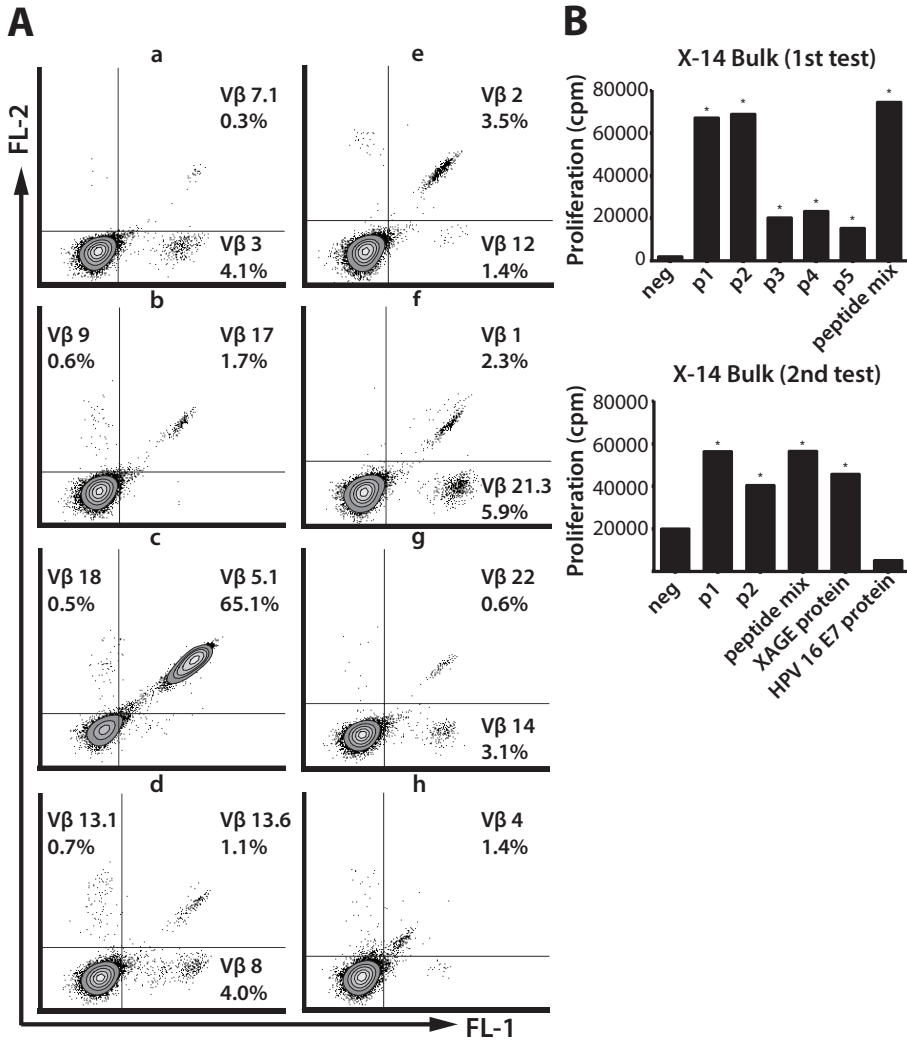 A
B
FL-2
a
Vβ 7.1
0.3%
Vβ 3
4.1%
e
Vβ 2
3.5%
Vβ 12
1.4%
b
Vβ 9
0.6%
Vβ 17
1.7%
f
Vβ 1
2.3%
Vβ 21.3
5.9%
c
Vβ 18
0.5%
Vβ 5.1
65.1%
g
Vβ 22
0.6%
Vβ 14
3.1%
d
Vβ 13.1
0.7%
Vβ 13.6
1.1%
Vβ 8
4.0%
h
Vβ 4
1.4%
FL-1
X-14 Bulk (1st test)
Proliferation (cpm)
80000
60000
40000
20000
0
* * * * * *
neg
p1
p2
p3
p4
p5
peptide mix
X-14 Bulk (2nd test)
Proliferation (cpm)
80000
60000
40000
20000
* * * *
neg
p1
p2
peptide mix
XAGE protein
HPV 16 E7 protein